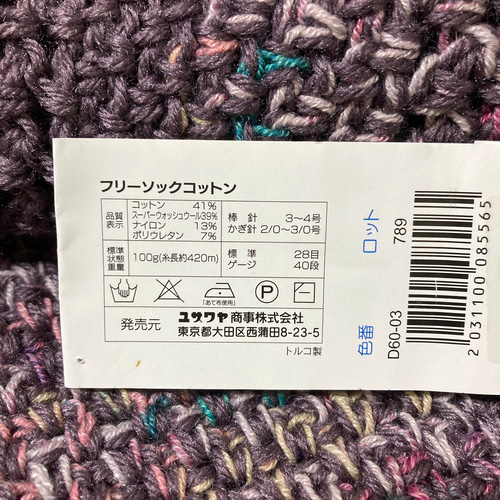 フリーソックコットン
品質
表示
コットン 41%
スーパーウォッシュウール39%
ナイロン 13%
ポリウレタン 7%
棒針 3〜4号
かぎ針 2/0〜3/0号
標準
状態
重量
100g(糸長約420m)
標準
ゲージ
28目
40段
「あて布使用」
P
発売元
ユザワヤ商事株式会社
東京都大田区西蒲田8-23-5
トルコ製
色番 ロット
D60-03 789
2 031100 085565